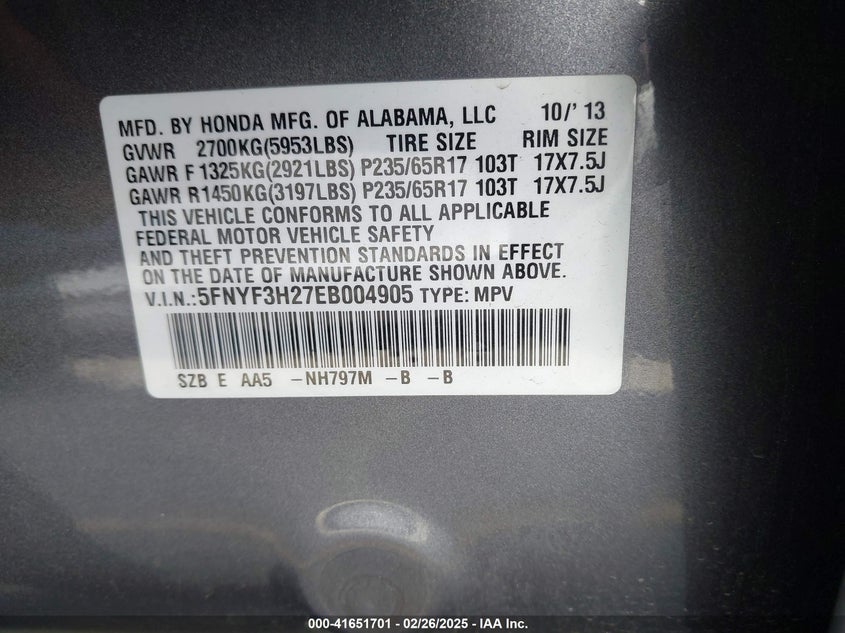 MFD. BY HONDA MFG. OF ALABAMA, LLC 10/'13
GVWR 2700KG(5953LBS) TIRE SIZE RIM SIZE
GAWR F 1325KG(2921LBS) P235/65R17 103T 17X7.5J
GAWR R1450KG(3197LBS) P235/65R17 103T 17X7.5J
THIS VEHICLE CONFORMS TO ALL APPLICABLE
FEDERAL MOTOR VEHICLE SAFETY
AND THEFT PREVENTION STANDARDS IN EFFECT
ON THE DATE OF MANUFACTURE SHOWN ABOVE.
V.I.N.:5FNYF3H27EB004905 TYPE: MPV
SZB E AA5 -NH797M -B -B
000-41651701 - 02/26/2025 - IAA Inc.